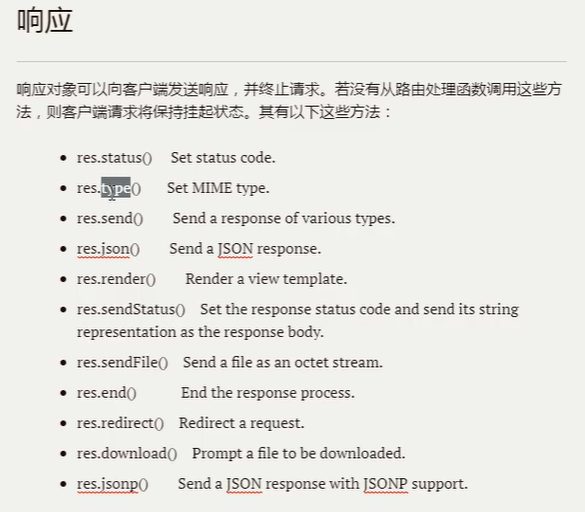 响应
响应对象可以向客户端发送响应，并终止请求。若没有从路由处理函数调用这些方
法，则客户端请求将保持挂起状态。其有以下这些方法：
• res.status() Set status code.
• res.type() Set MIME type.
• res.send() Send a response of various types.
• res.json() Send a JSON response.
• res.render() Render a view template.
• res.sendStatus() Set the response status code and send its string
representation as the response body.
• res.sendFile() Send a file as an octet stream.
• res.end() End the response process.
• res.redirect() Redirect a request.
• res.download() Prompt a file to be downloaded.
• res.jsonp() Send a JSON response with JSONP support.